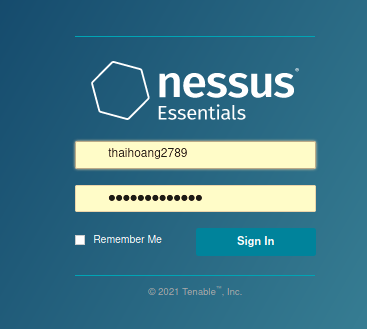 nessus®
Essentials
thaihoang2789
•••••••••••••
Remember Me
Sign In
© 2021 Tenable™, Inc.